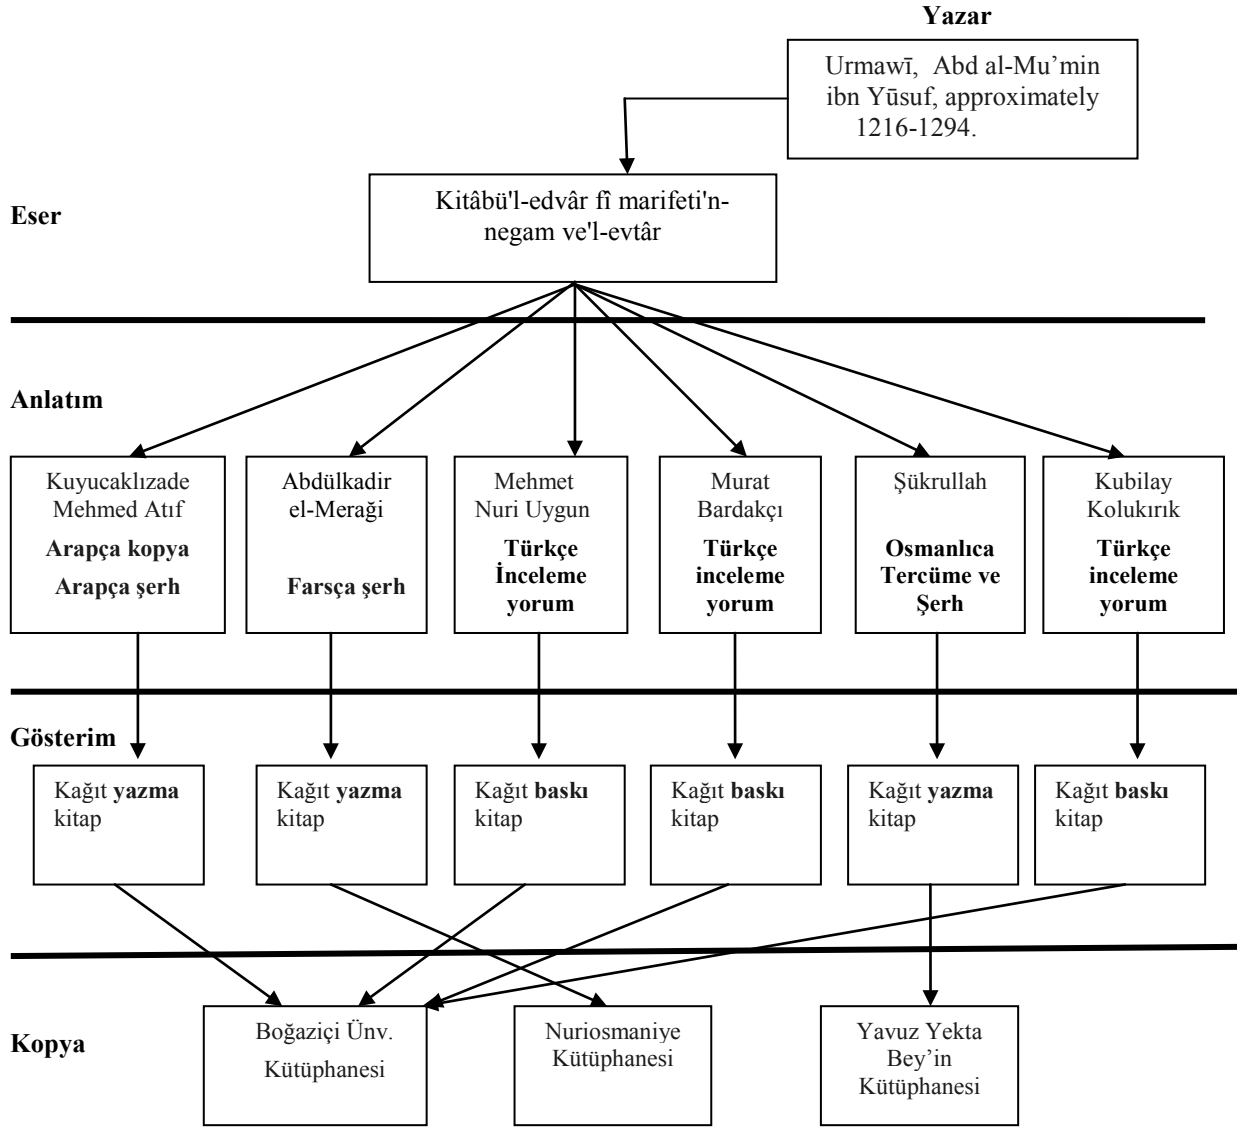 Yazar
Urmawī, Abd al-Mu’min
ibn Yūsuf, approximately
1216-1294.
Eser
Kitâbü'l-edvâr fî marifeti'n-
negam ve'l-evtâr
Anlatım
Kuyucaklızade
Mehmed Atıf
Arapça kopya
Arapça şerh
Abdülkadir
el-Meraği
Farsça şerh
Mehmet
Nuri Uygun
Türkçe
İnceleme
yorum
Murat
Bardakçı
Türkçe
inceleme
yorum
Şükrullah
Osmanlıca
Tercüme ve
Şerh
Kubilay
Kolukırık
Türkçe
inceleme
yorum
Gösterim
Kağıt yazma
kitap
Kağıt yazma
kitap
Kağıt baskı
kitap
Kağıt baskı
kitap
Kağıt yazma
kitap
Kağıt baskı
kitap
Kopya
Boğaziçi Ünv.
Kütüphanesi
Nuriosmaniye
Kütüphanesi
Yavuz Yekta
Bey’in
Kütüphanesi